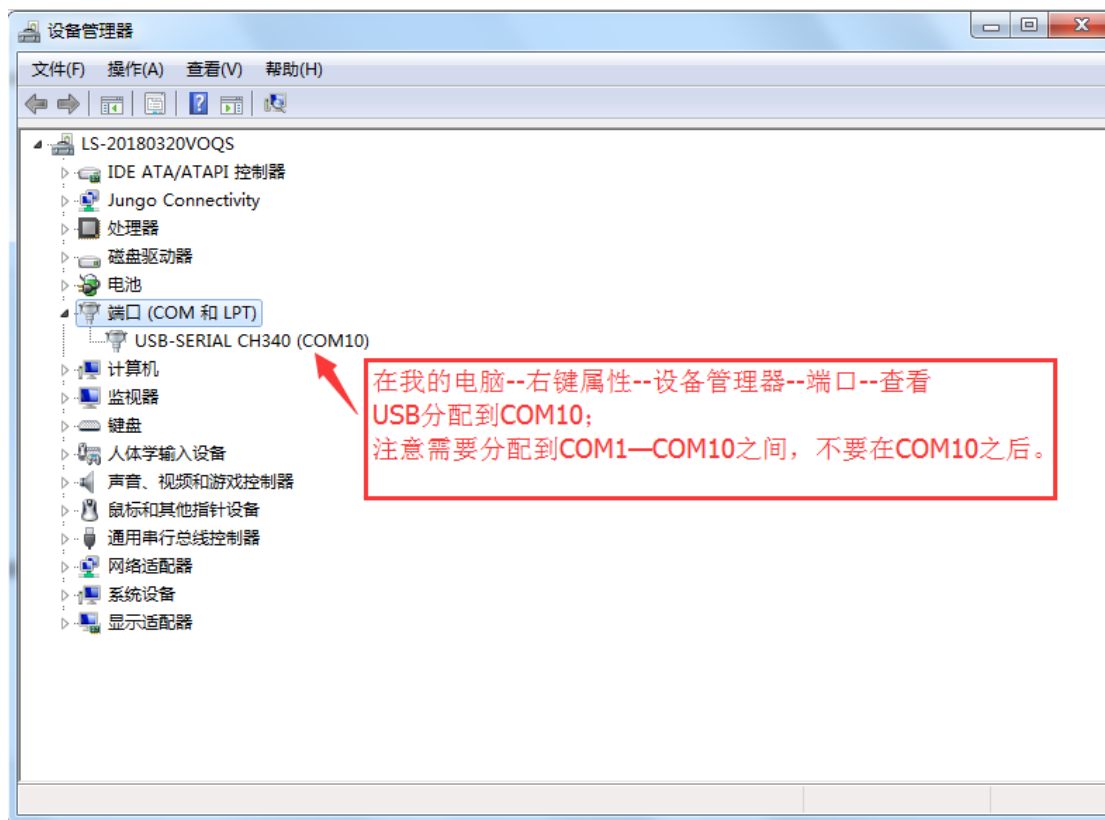 设备管理器
文件(F) 操作(A) 查看(V) 帮助(H)
LS-20180320VOQS
IDE ATA/ATAPI 控制器
Jungo Connectivity
处理器
磁盘驱动器
电池
端口 (COM 和 LPT)
USB-SERIAL CH340 (COM10)
计算机
监视器
键盘
人体学输入设备
声音、视频和游戏控制器
鼠标和其他指针设备
通用串行总线控制器
网络适配器
系统设备
显示适配器
在我的电脑--右键属性--设备管理器--端口--查看
USB分配到COM10；
注意需要分配到COM1—COM10之间，不要在COM10之后。